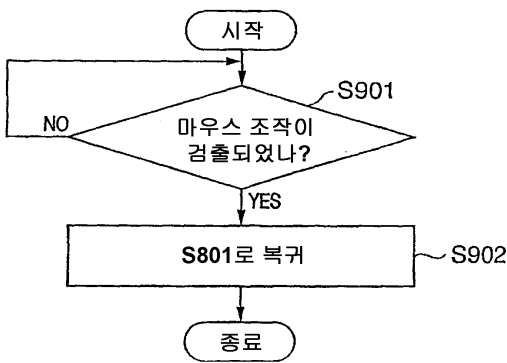 시작
S901
마우스 조작이
검출되었나?
NO
YES
S801로 복귀
S902
종료